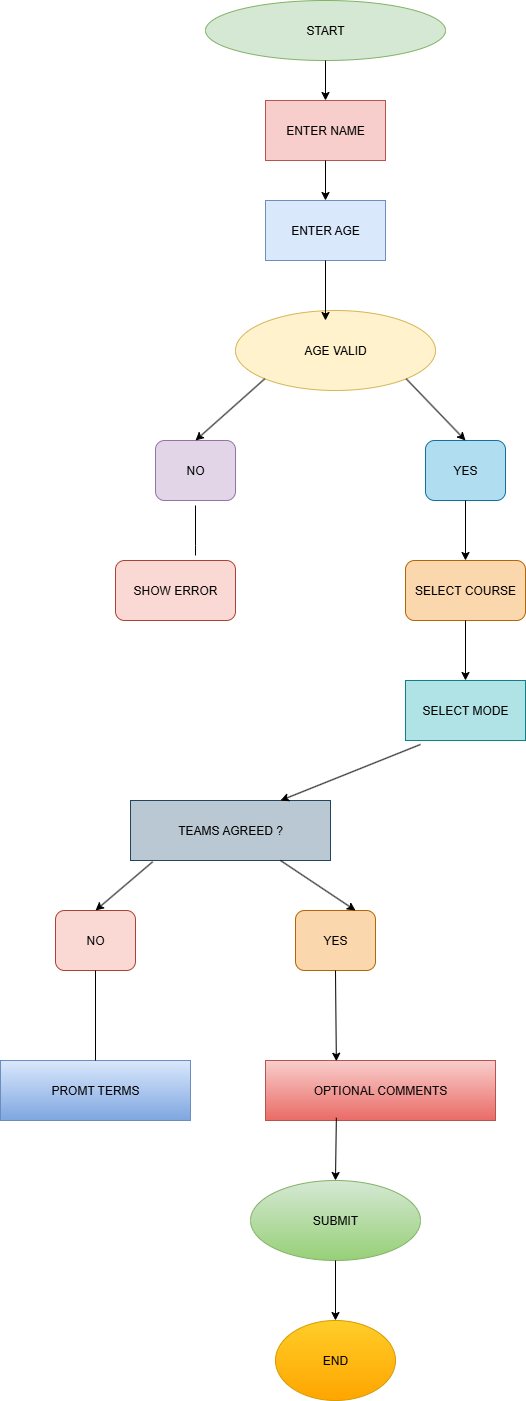 START
ENTER NAME
ENTER AGE
AGE VALID
NO
YES
SHOW ERROR
SELECT COURSE
SELECT MODE
TEAMS AGREED ?
NO
YES
PROMT TERMS
OPTIONAL COMMENTS
SUBMIT
END